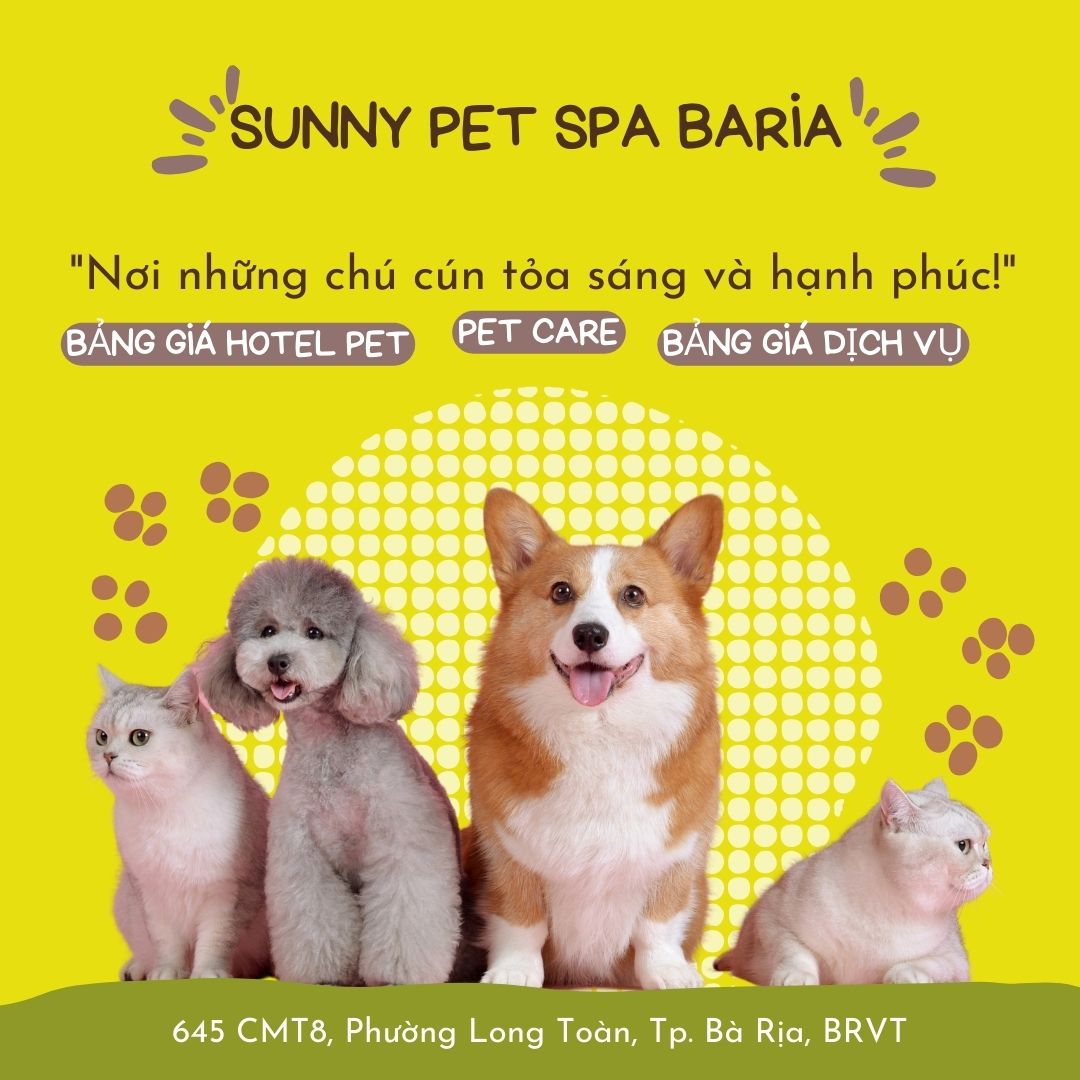 SUNNY PET SPA BARIA
"Nơi những chú cún tỏa sáng và hạnh phúc!"
BẢNG GIÁ HOTEL PET
PET CARE
BẢNG GIÁ DỊCH VỤ
645 CMT8, Phường Long Toàn, Tp. Bà Rịa, BRVT